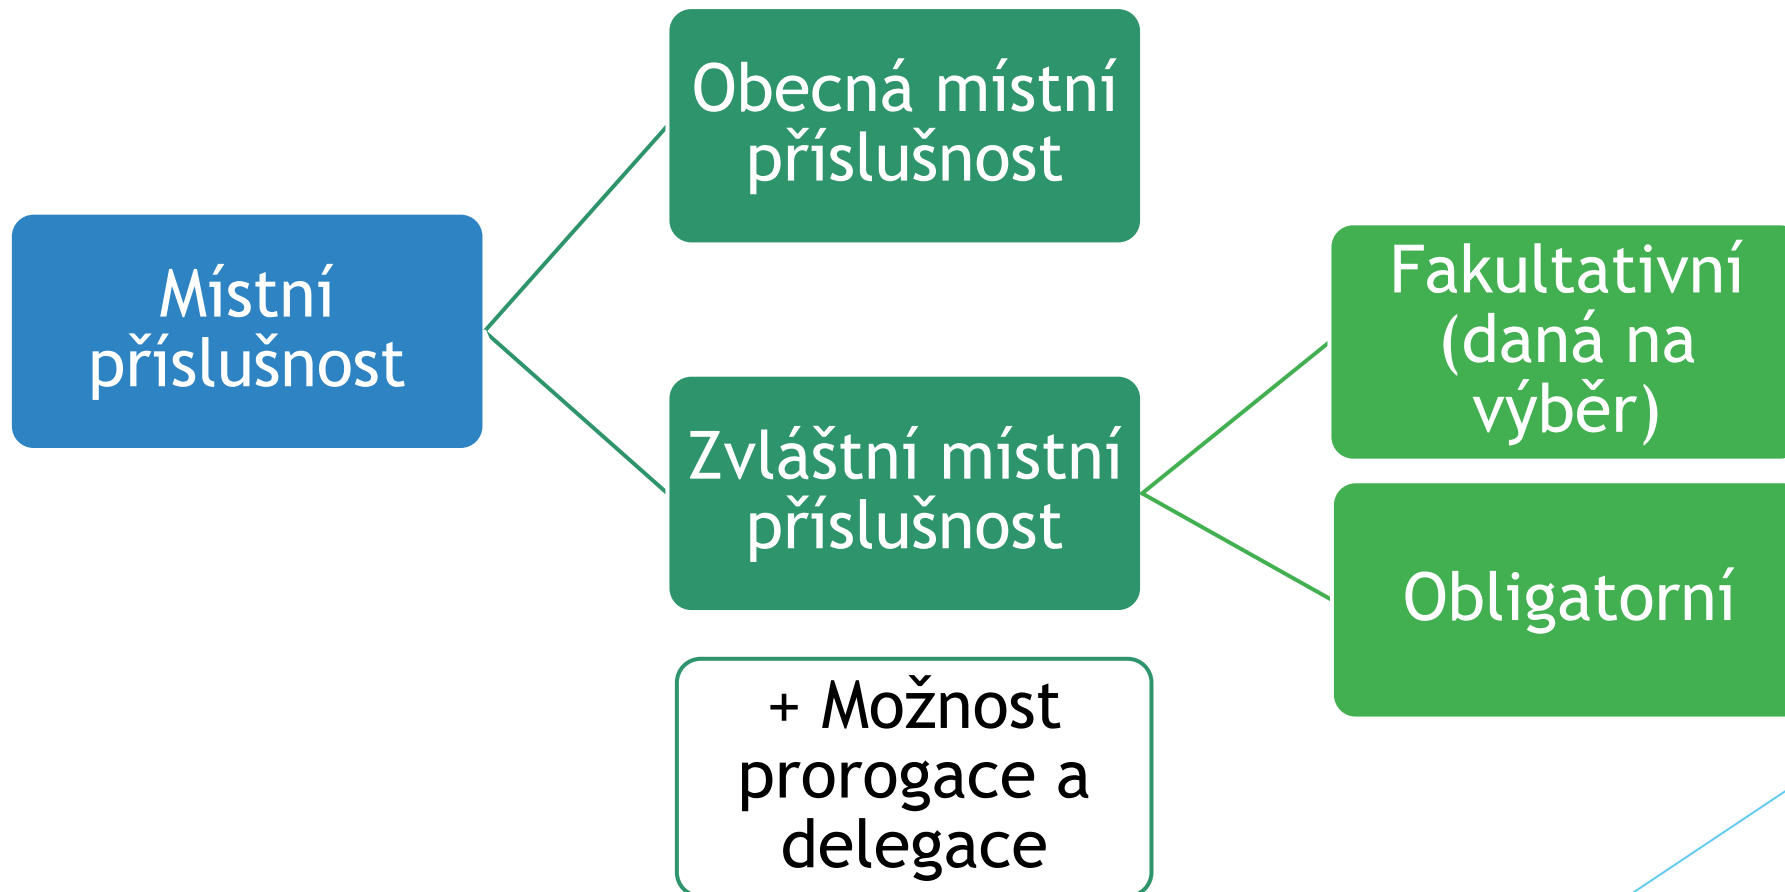 Obecná místní
příslušnost
Místní
příslušnost
Zvláštní místní
příslušnost
Fakultativní
(daná na
výběr)
Obligatorní
+ Možnost
prorogace a
delegace